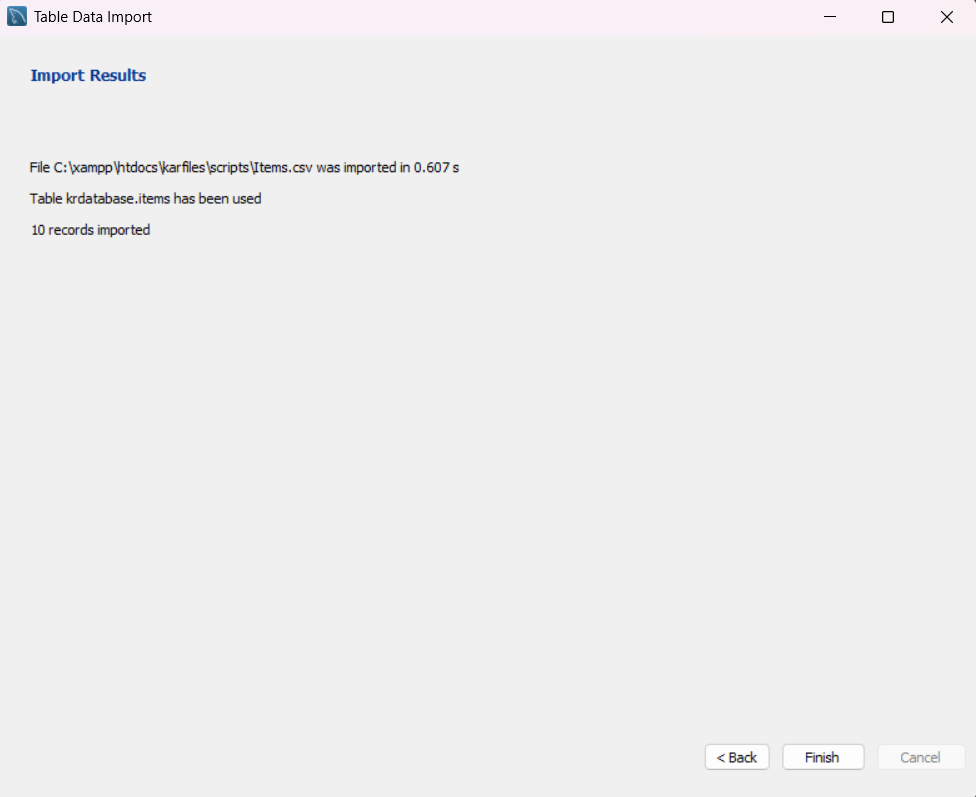 Table Data Import
Import Results
File C:\xampp\htdocs\karfiles\scripts\Items.csv was imported in 0.607 s
Table krdatabase.items has been used
10 records imported
< Back
Finish
Cancel